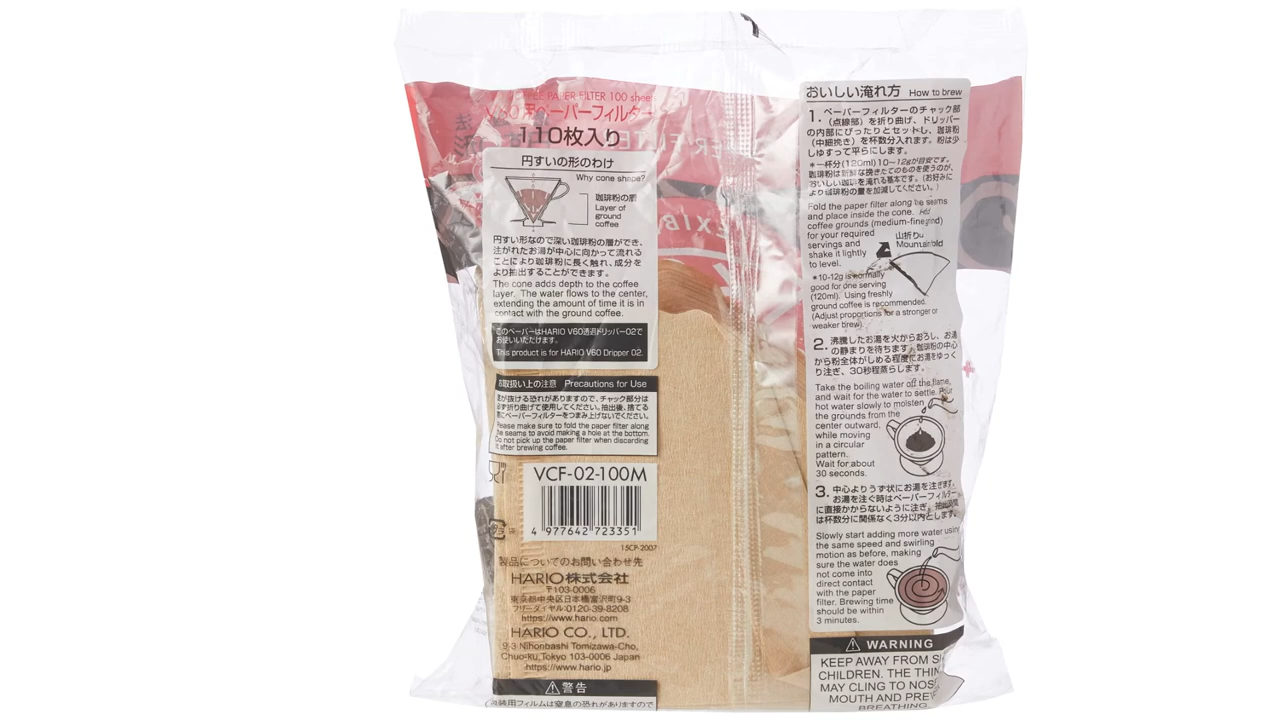 PAPER FILTER 100 sheets
V60用ペーパーフィルター
110枚入り
円すいの形のわけ
Why cone shape?
珈琲粉の層
Layer of
ground
coffee
円すい形なので深い珈琲粉の層ができ、
注がれたお湯が中心に向かって流れる
ことにより珈琲粉に長く触れ、成分を
より抽出することができます。
The cone adds depth to the coffee
layer. The water flows to the center,
extending the amount of time it is in
contact with the ground coffee.
このペーパーはHARIO V60透過ドリッパー02で
お使いいただけます。
This product is for HARIO V60 Dripper 02.
取扱い上の注意 Precautions for Use
が抜ける恐れがありますので、チャック部分は
必ず折り曲げて使用してください。抽出後、捨てる
際にペーパーフィルターをつまみ上げないでください。
Please make sure to fold the paper filter along
the seams to avoid making a hole at the bottom.
Do not pick up the paper filter when discarding
it after brewing coffee.
VCF-02-100M
4 977642 723351
15CP-2007
製品についてのお問い合わせ先
HARIO株式会社
〒103-0006
東京都中央区日本橋富沢町9-3
フリーダイヤル:0120-39-8208
https://www.hario.com
HARIO CO., LTD.
9-3 Nihonbashi Tomizawa-Cho,
Chuo-ku,Tokyo 103-0006 Japan
https://www.hario.jp
警告
包装用フィルムは窒息の恐れがありますので
おいしい淹れ方 How to brew
1. ペーパーフィルターのチャック部
(点線部)を折り曲げ、ドリッパー
の内部にぴったりとセットし、珈琲粉
(中細挽き)を杯数分入れます。粉は少
しゆすって平らにします。
*一杯分(120ml)10~12gが目安です。
珈琲粉は新鮮な挽きたてのものを使うのが、
おいしい珈琲を淹れる基本です。(お好みに
より珈琲粉の量を加減してください。)
Fold the paper filter along the seams
and place inside the cone. Add
coffee grounds (medium-fine grind)
for your required
servings and
shake it lightly
to level.
山折り
Mountain fold
*10-12g is normally
good for one serving
(120ml). Using freshly
ground coffee is recommended.
(Adjust proportions for a stronger or
weaker brew).
2. 沸騰したお湯を火からおろし、お湯
の静まりを待ちます。珈琲粉の中心
から粉全体がしめる程度にお湯をゆっく
り注ぎ、30秒程蒸らします。
Take the boiling water off the flame,
and wait for the water to settle. Pour
hot water slowly to moisten
the grounds from the
center outward,
while moving
in a circular
pattern.
Wait for about
30 seconds.
3. 中心よりうず状にお湯を注ぎます。
お湯を注ぐ時はペーパーフィルター
に直接かからないように注ぎ、抽出時間
は杯数分に関係なく3分以内とします。
Slowly start adding more water using
the same speed and swirling
motion as before, making
sure the water does
not come into
direct contact
with the paper
filter. Brewing time
should be within
3 minutes.
WARNING
KEEP AWAY FROM
CHILDREN. THE THIN
MAY CLING TO NOSE
MOUTH AND
BREATHING